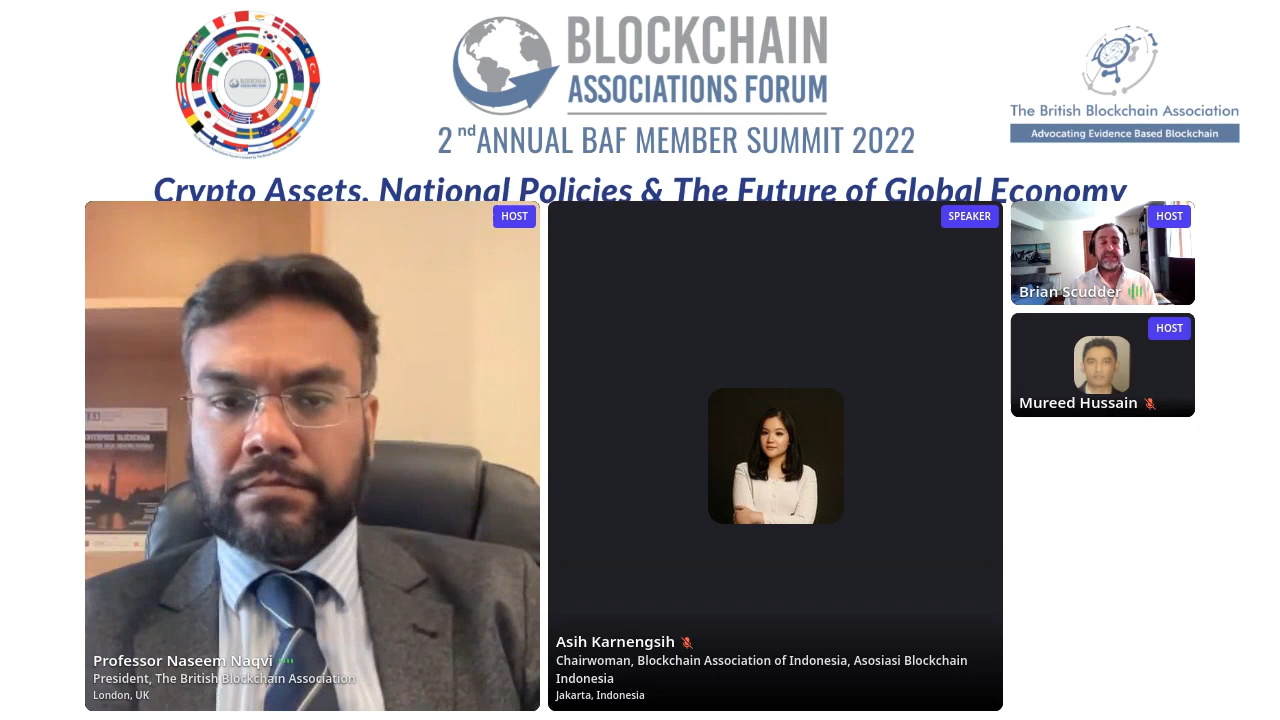 BLOCKCHAIN
ASSOCIATIONS FORUM
2nd ANNUAL BAF MEMBER SUMMIT 2022
The British Blockchain Association
Advocating Evidence Based Blockchain
Crypto Assets, National Policies & The Future of Global Economy
HOST
ENTERPRISE BLOCKCHAIN
Professor Naseem Naqvi
President, The British Blockchain Association
London, UK
SPEAKER
Asih Karnengsih
Chairwoman, Blockchain Association of Indonesia, Asosiasi Blockchain
Indonesia
Jakarta, Indonesia
HOST
Brian Scudder
HOST
Mureed Hussain